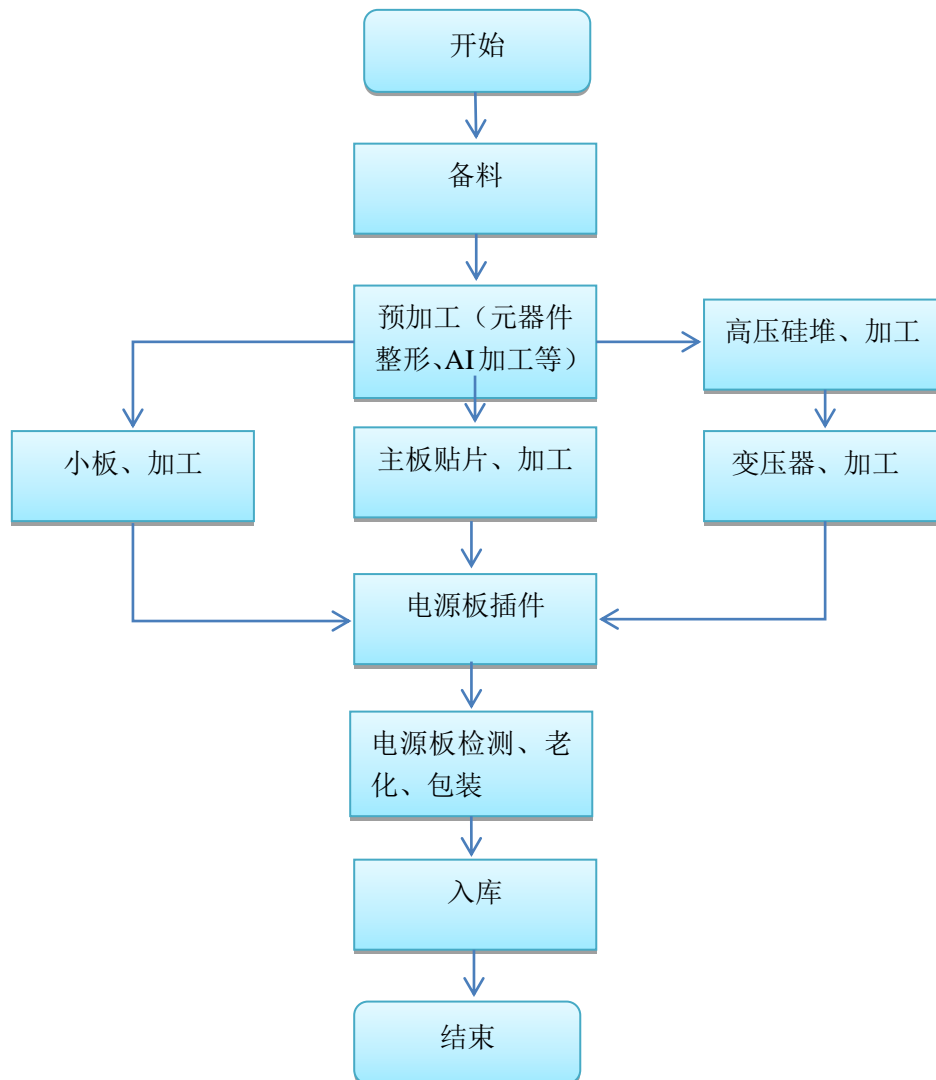 开始
备料
预加工（元器件
整形、AI加工等）
高压硅堆、加工
小板、加工
主板贴片、加工
变压器、加工
电源板插件
电源板检测、老
化、包装
入库
结束